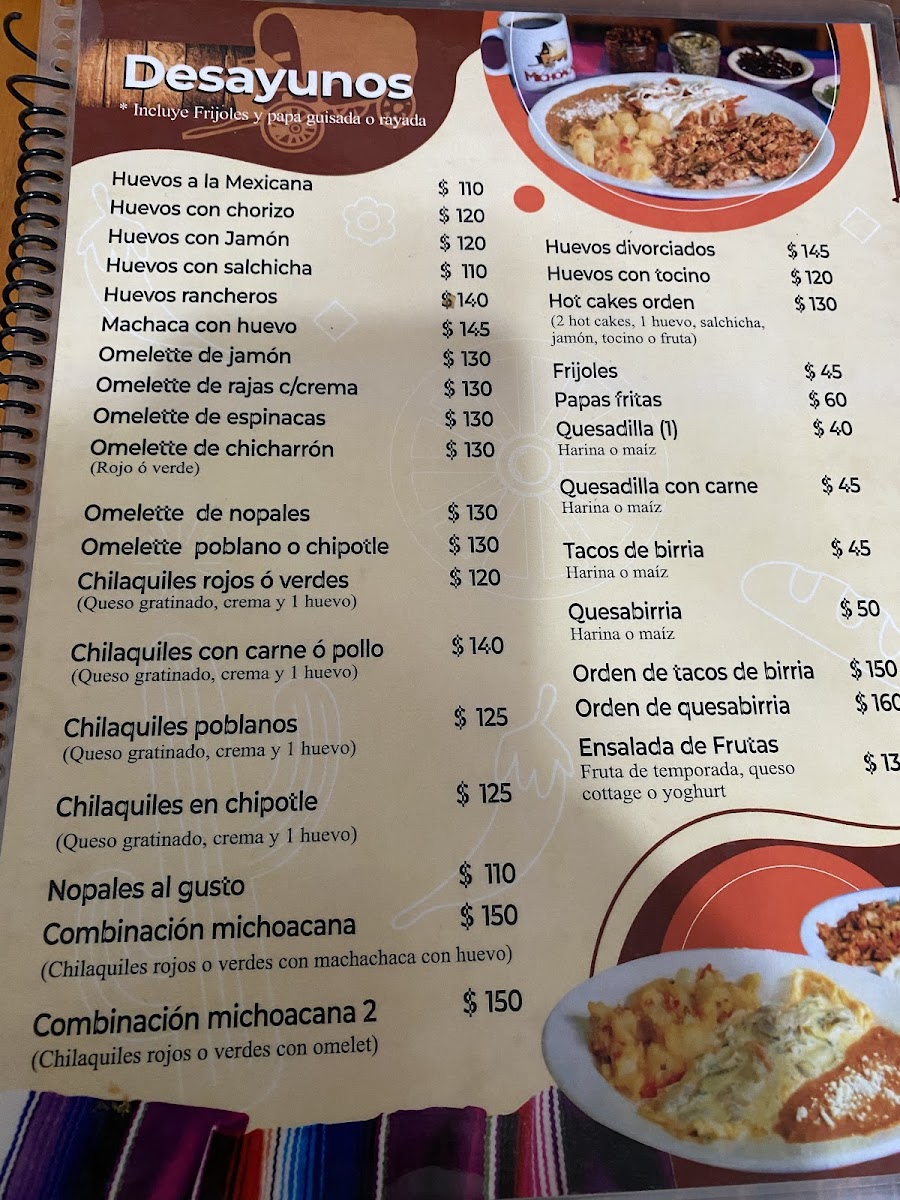 Desayunos
* Incluye Frijoles y papa guisada o rayada
Huevos a la Mexicana $ 110
Huevos con chorizo $ 120
Huevos con Jamón $ 120
Huevos con salchicha $ 110
Huevos rancheros $ 140
Machaca con huevo $ 145
Omelette de jamón $ 130
Omelette de rajas c/crema $ 130
Omelette de espinacas $ 130
Omelette de chicharrón $ 130
(Rojo ó verde)
Omelette de nopales $ 130
Omelette poblano o chipotle $ 130
Chilaquiles rojos ó verdes $ 120
(Queso gratinado, crema y 1 huevo)
Chilaquiles con carne ó pollo $ 140
(Queso gratinado, crema y 1 huevo)
Chilaquiles poblanos $ 125
(Queso gratinado, crema y 1 huevo)
Chilaquiles en chipotle $ 125
(Queso gratinado, crema y 1 huevo)
Nopales al gusto $ 110
Combinación michoacana $ 150
(Chilaquiles rojos o verdes con machachaca con huevo)
Combinación michoacana 2 $ 150
(Chilaquiles rojos o verdes con omelet)
Huevos divorciados $ 145
Huevos con tocino $ 120
Hot cakes orden $ 130
(2 hot cakes, 1 huevo, salchicha,
jamón, tocino o fruta)
Frijoles $ 45
Papas fritas $ 60
Quesadilla (1) $ 40
Harina o maíz
Quesadilla con carne $ 45
Harina o maíz
Tacos de birria $ 45
Harina o maíz
Quesabirria $ 50
Harina o maíz
Orden de tacos de birria $ 150
Orden de quesabirria $ 160
Ensalada de Frutas $ 13
Fruta de temporada, queso
cottage o yoghurt